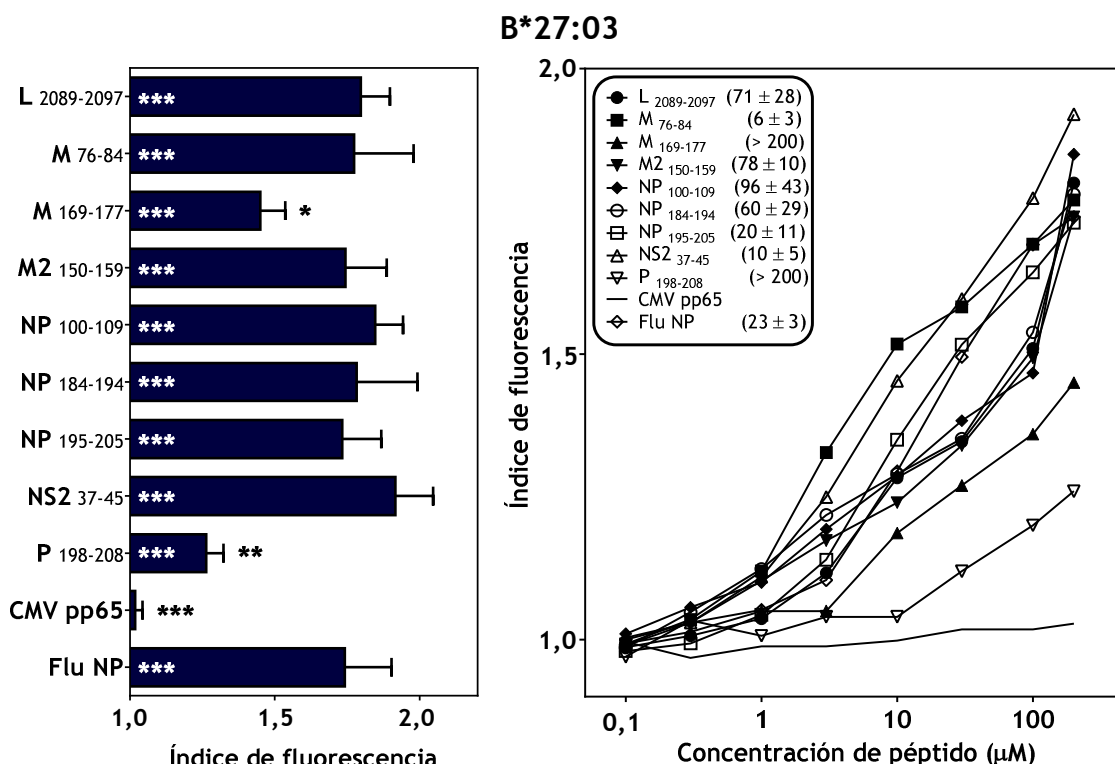 B*27:03
L 2089-2097 ***
M 76-84 ***
M 169-177 *** *
M2 150-159 ***
NP 100-109 ***
NP 184-194 ***
NP 195-205 ***
NS2 37-45 ***
P 198-208 *** **
CMV pp65 ***
Flu NP ***
1,0 1,5 2,0
Índice de fluorescencia
2,0
1,5
1,0
Índice de fluorescencia
L 2089-2097 (71 ± 28)
M 76-84 (6 ± 3)
M 169-177 (> 200)
M2 150-159 (78 ± 10)
NP 100-109 (96 ± 43)
NP 184-194 (60 ± 29)
NP 195-205 (20 ± 11)
NS2 37-45 (10 ± 5)
P 198-208 (> 200)
CMV pp65
Flu NP (23 ± 3)
0,1 1 10 100
Concentración de péptido (µM)